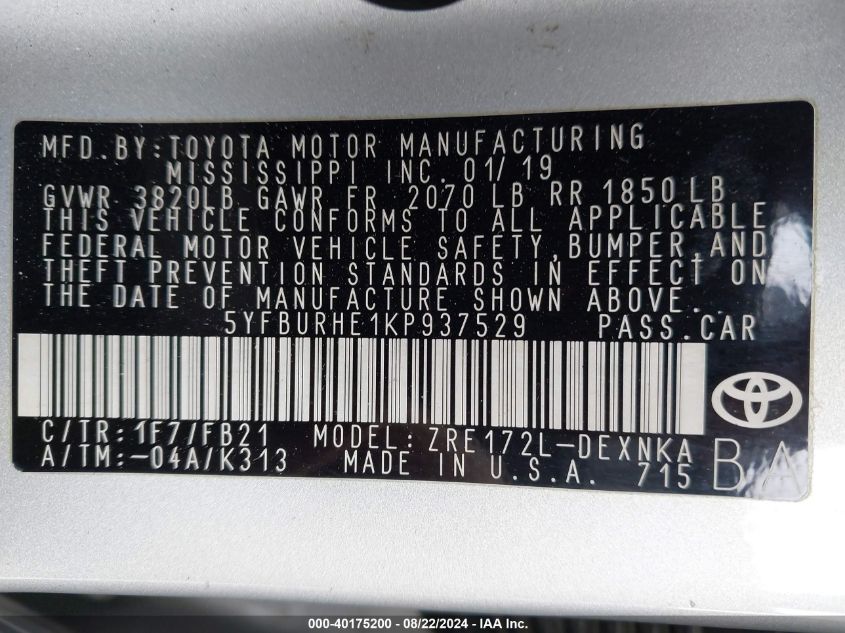 MFD.BY:TOYOTA MOTOR MANUFACTURING
MISSISSIPPI INC. 01/19
GVWR 3820LB GAWR FR 2070 LB RR 1850 LB
THIS VEHICLE CONFORMS TO ALL APPLICABLE
FEDERAL MOTOR VEHICLE SAFETY,BUMPER,AND
THEFT PREVENTION STANDARDS IN EFFECT ON
THE DATE OF MANUFACTURE SHOWN ABOVE.
5YFBURHE1KP937529 PASS.CAR
C/TR:1F7/FB21 MODEL:ZRE172L-DEXNKA
A/TM:-04A/K313 MADE IN U.S.A. 715
BA
000-40175200 - 08/22/2024 - IAA Inc.